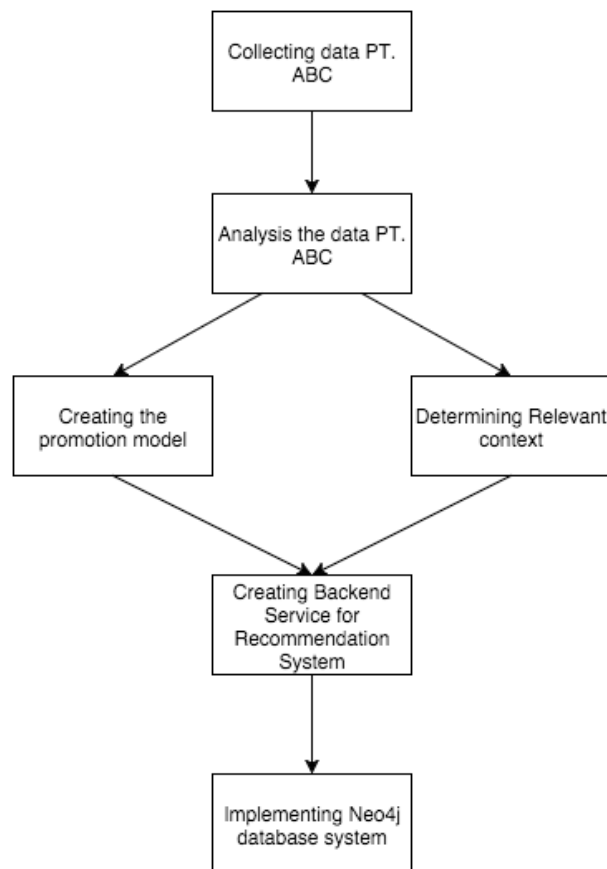 Collecting data PT.
ABC
Analysis the data PT.
ABC
Creating the
promotion model
Determining Relevant
context
Creating Backend
Service for
Recommendation
System
Implementing Neo4j
database system